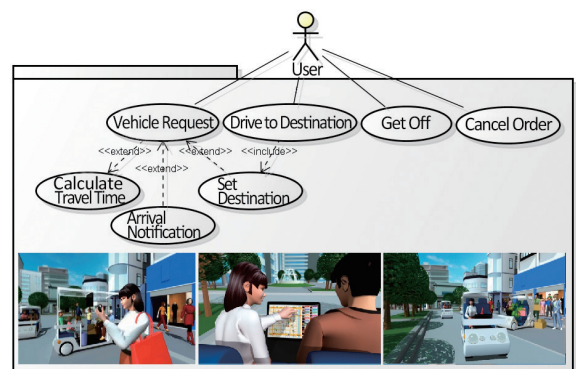 User
Vehicle Request
Drive to Destination
Get Off
Cancel Order
<<extend>>
<<extend>>
<<include>>
<<extend>>
Calculate
Travel Time
Set
Destination
Arrival
Notification